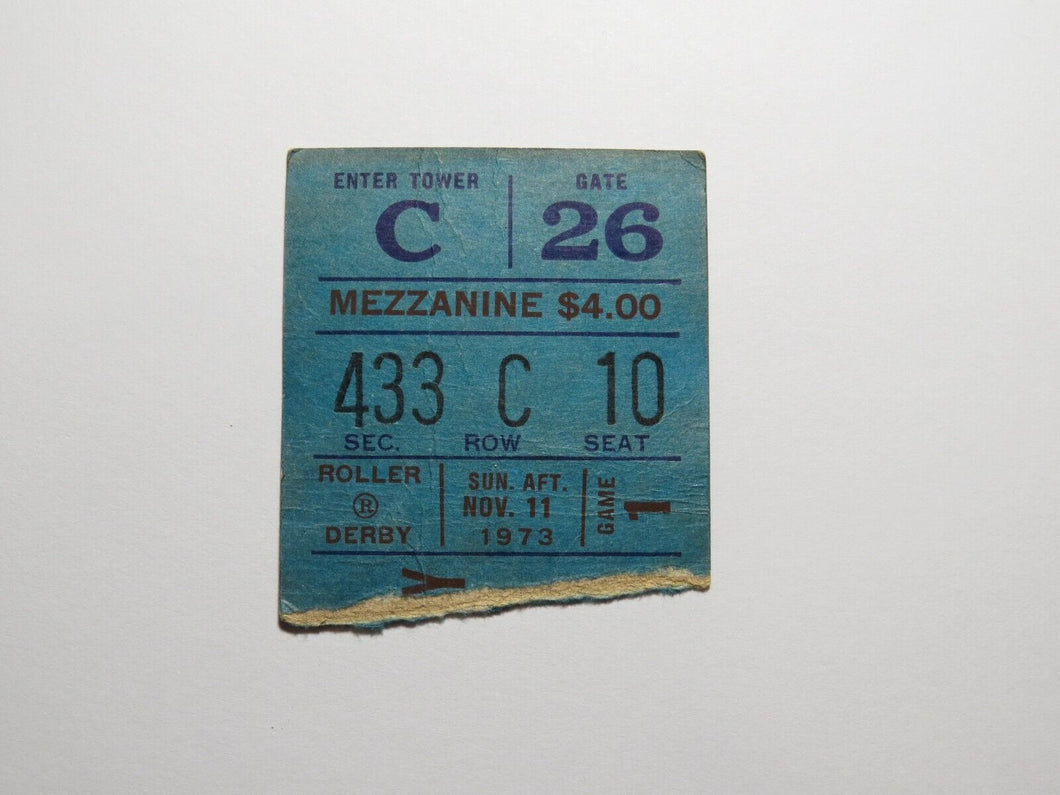 ENTER TOWER GATE
C 26
MEZZANINE $4.00
433 C 10
SEC. ROW SEAT
ROLLER ® DERBY
SUN. AFT.
NOV. 11
1973
GAME 1
Y